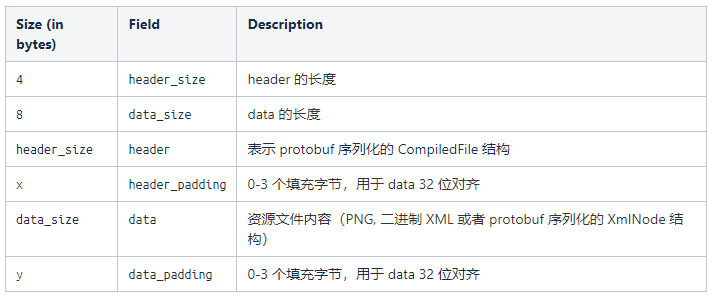 Size (in bytes) Field Description
4 header_size header 的长度
8 data_size data 的长度
header_size header 表示 protobuf 序列化的 CompiledFile 结构
x header_padding 0-3 个填充字节，用于 data 32 位对齐
data_size data 资源文件内容（PNG, 二进制 XML 或者 protobuf 序列化的 XmlNode 结
构）
y data_padding 0-3 个填充字节，用于 data 32 位对齐